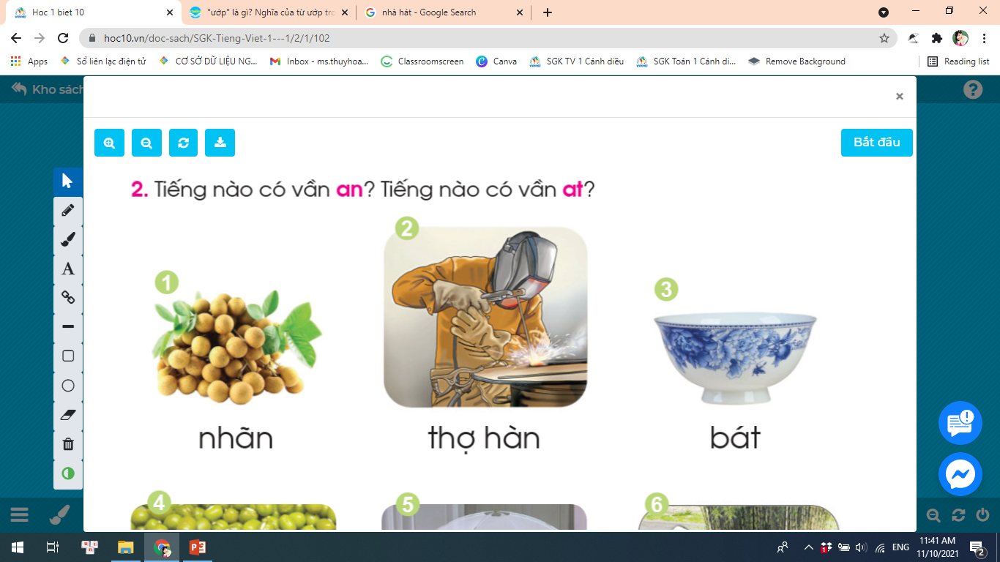 Hoc 1 biet 10
"ướp" là gì? Nghĩa của từ ướp tro
nhà hát - Google Search
hoc10.vn/doc-sach/SGK-Tieng-Viet-1---1/2/1/102
Apps
Sổ liên lạc điện tử
CƠ SỞ DỮ LIỆU NG...
Inbox - ms.thuyhoa...
Classroomscreen
Canva
SGK TV 1 Cánh diều
SGK Toán 1 Cánh di...
Remove Background
Reading list
Kho sách
Bắt đầu
2. Tiếng nào có vần an? Tiếng nào có vần at?
1
2
3
nhãn
thợ hàn
bát
4
5
6
ENG
11:41 AM
11/10/2021
2